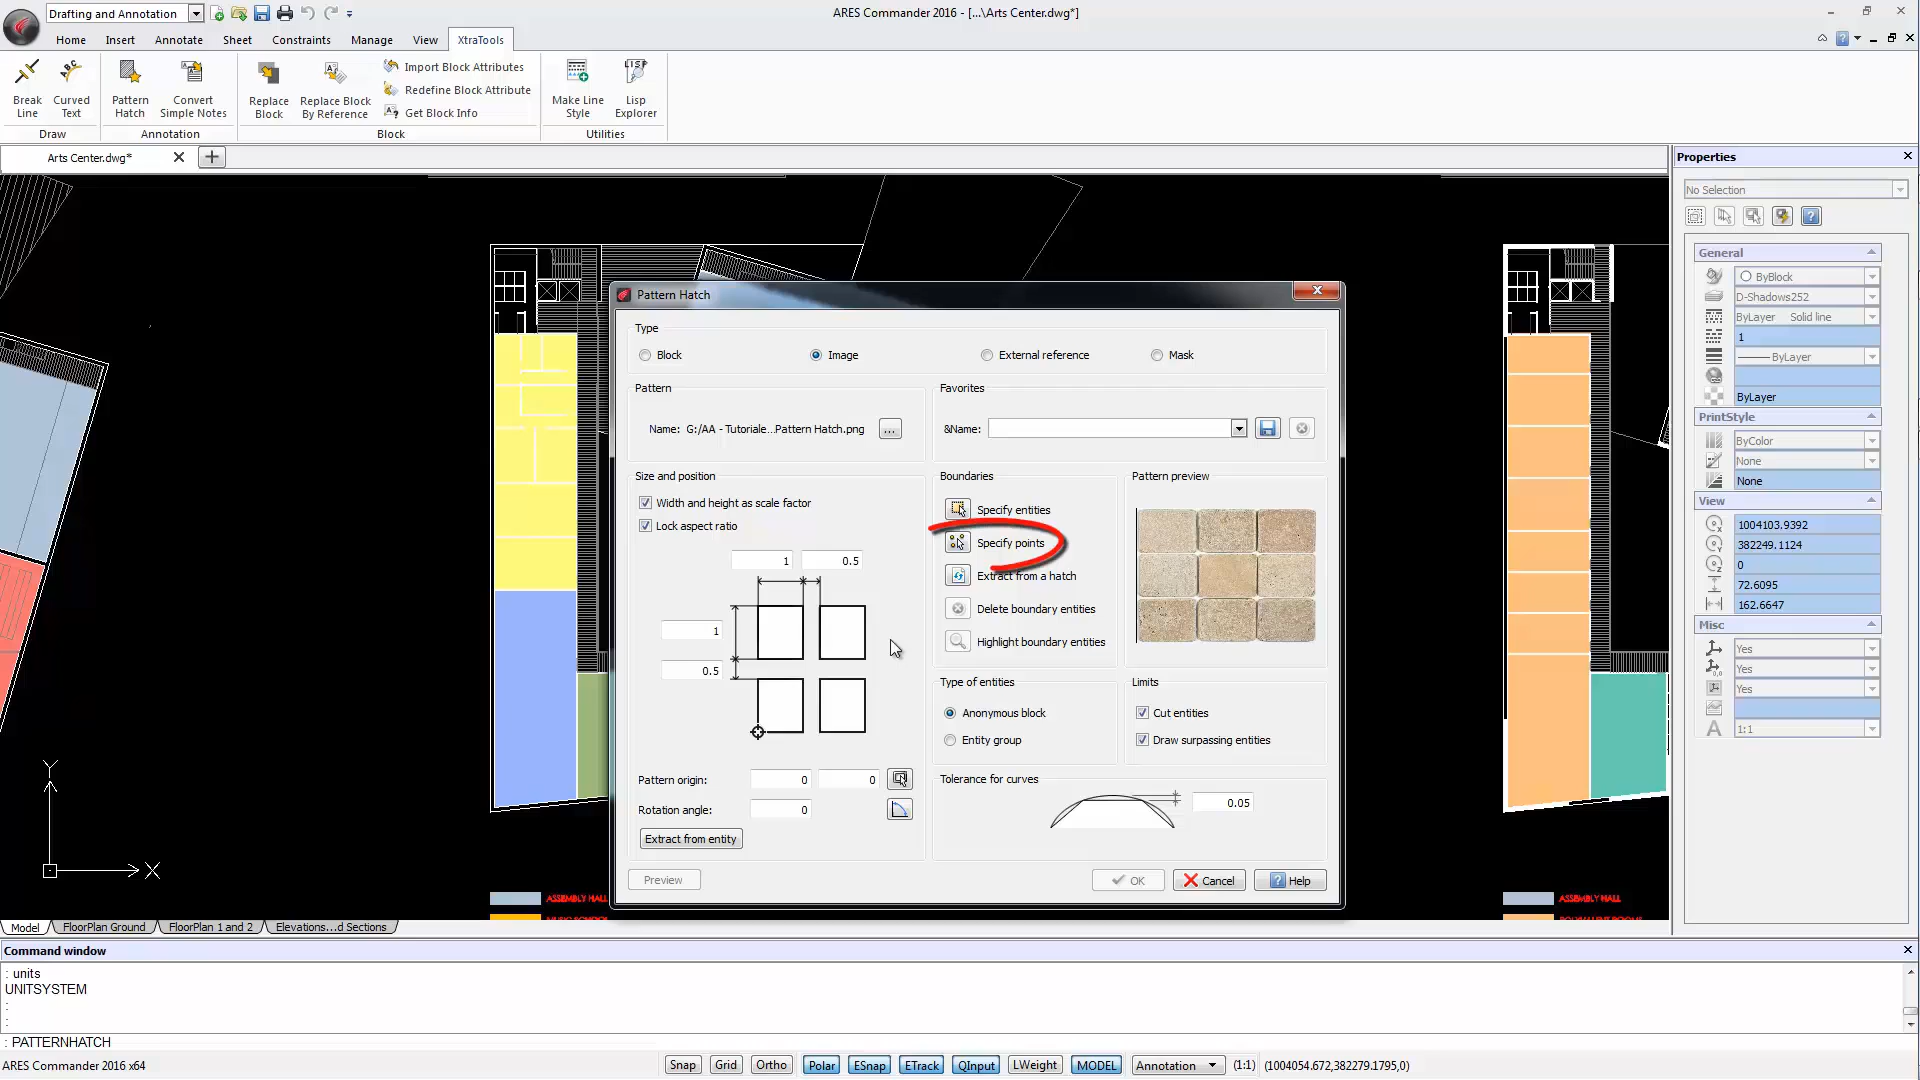 Drafting and Annotation
ARES Commander 2016 - [...\Arts Center.dwg*]
Home Insert Annotate Sheet Constraints Manage View XtraTools
Break Line
Curved Text
Draw
Pattern Hatch
Convert Simple Notes
Annotation
Replace Block
Replace Block By Reference
Import Block Attributes
Redefine Block Attribute
Get Block Info
Block
Make Line Style
LISP
Lisp Explorer
Utilities
Arts Center.dwg*
Pattern Hatch
Type
Block Image External reference Mask
Pattern
Name: G:/AA - Tutoriale...Pattern Hatch.png ...
Favorites
&Name:
Size and position
Width and height as scale factor
Lock aspect ratio
1 0.5
1
0.5
Pattern origin: 0 0
Rotation angle: 0
Extract from entity
Boundaries
Specify entities
Specify points
Extract from a hatch
Delete boundary entities
Highlight boundary entities
Pattern preview
Type of entities
Anonymous block
Entity group
Limits
Cut entities
Draw surpassing entities
Tolerance for curves
0.05
Preview OK Cancel Help
Y
X
ASSEMBLY HALL
MUSIC SCHOOL
ASSEMBLY HALL
POLYVALENT ROOMS
Properties
No Selection
General
ByBlock
D-Shadows252
ByLayer Solid line
1
ByLayer
ByLayer
PrintStyle
ByColor
None
None
View
1004103.9392
382249.1124
0
72.6095
162.6647
Misc
Yes
Yes
Yes
1:1
Model FloorPlan Ground FloorPlan 1 and 2 Elevations...d Sections
Command window
: units
UNITSYSTEM
:
:
: PATTERNHATCH
ARES Commander 2016 x64
Snap Grid Ortho Polar ESnap ETrack QInput LWeight MODEL Annotation (1:1) (1004054.672,382279.1795,0)